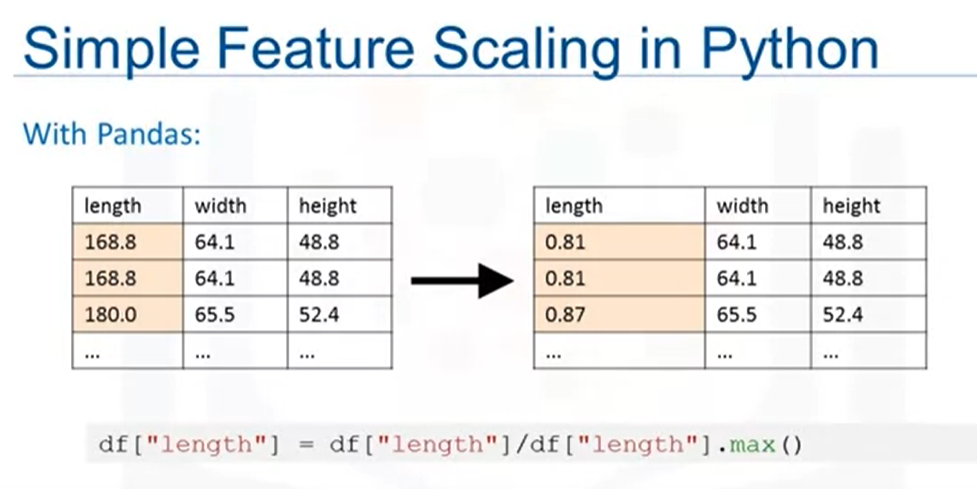 Simple Feature Scaling in Python
With Pandas:
length width height
168.8 64.1 48.8
168.8 64.1 48.8
180.0 65.5 52.4
... ... ...
length width height
0.81 64.1 48.8
0.81 64.1 48.8
0.87 65.5 52.4
... ... ...
df["length"] = df["length"]/df["length"].max()